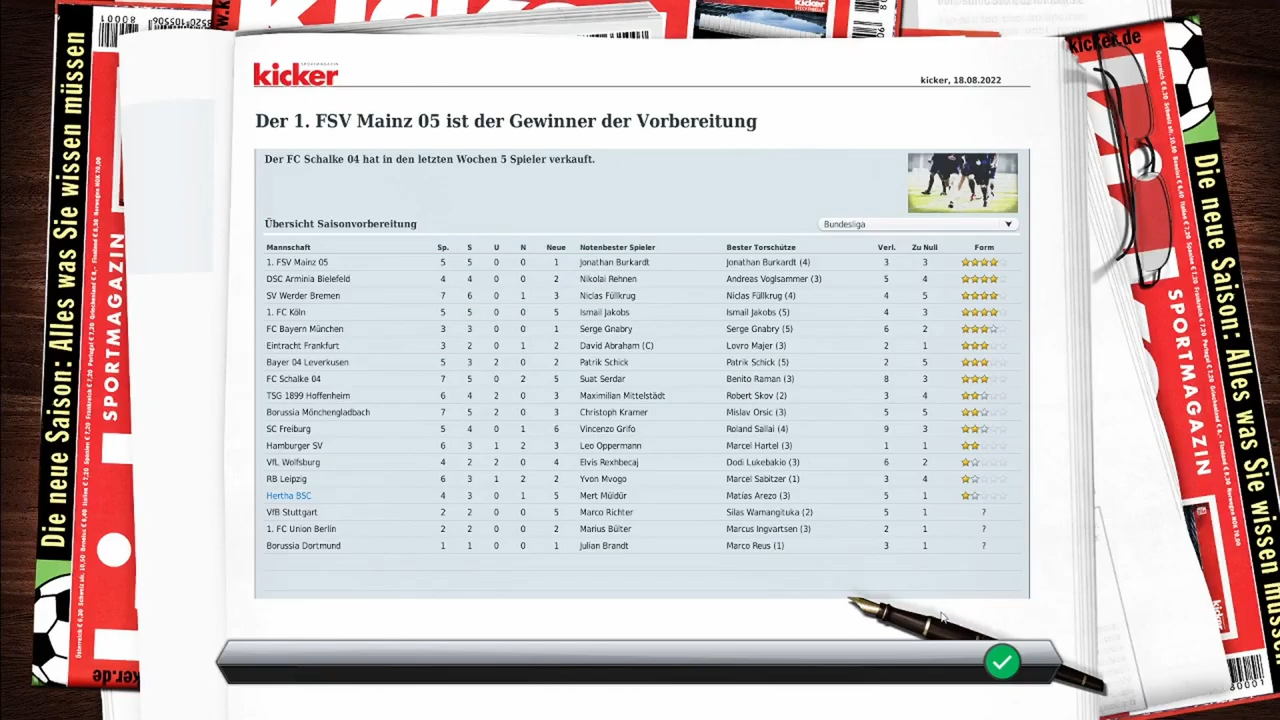 Die neue Saison: Alles was Sie wissen müssen
SPORTMAGAZIN
kicker.de
kicker
SPORTMAGAZIN
kicker, 18.08.2022
Der 1. FSV Mainz 05 ist der Gewinner der Vorbereitung
Der FC Schalke 04 hat in den letzten Wochen 5 Spieler verkauft.
Übersicht Saisonvorbereitung
Bundesliga
Mannschaft Sp. S U N Neue Notenbester Spieler Bester Torschütze Verl. Zu Null Form
1. FSV Mainz 05 5 5 0 0 1 Jonathan Burkardt Jonathan Burkardt (4) 3 3
DSC Arminia Bielefeld 4 4 0 0 2 Nikolai Rehnen Andreas Voglsammer (3) 5 4
SV Werder Bremen 7 6 0 1 3 Niclas Füllkrug Niclas Füllkrug (4) 4 5
1. FC Köln 5 5 0 0 5 Ismail Jakobs Ismail Jakobs (5) 4 3
FC Bayern München 3 3 0 0 1 Serge Gnabry Serge Gnabry (5) 6 2
Eintracht Frankfurt 3 2 0 1 2 David Abraham (C) Lovro Majer (3) 2 1
Bayer 04 Leverkusen 5 3 2 0 2 Patrik Schick Patrik Schick (5) 2 5
FC Schalke 04 7 5 0 2 5 Suat Serdar Benito Raman (3) 8 3
TSG 1899 Hoffenheim 6 4 2 0 3 Maximilian Mittelstädt Robert Skov (2) 3 4
Borussia Mönchengladbach 7 5 2 0 3 Christoph Kramer Mislav Orsic (3) 5 5
SC Freiburg 5 4 0 1 6 Vincenzo Grifo Roland Sallai (4) 9 3
Hamburger SV 6 3 1 2 3 Leo Oppermann Marcel Hartel (3) 1 1
VfL Wolfsburg 4 2 2 0 4 Elvis Rexhbecaj Dodi Lukebakio (3) 6 2
RB Leipzig 6 3 1 2 2 Yvon Mvogo Marcel Sabitzer (1) 3 4
Hertha BSC 4 3 0 1 5 Mert Müldür Matías Arezo (3) 5 1
VfB Stuttgart 2 2 0 0 5 Marco Richter Silas Wamangituka (2) 5 1 ?
1. FC Union Berlin 2 2 0 0 2 Marius Bülter Marcus Ingvartsen (3) 2 1 ?
Borussia Dortmund 1 1 0 0 1 Julian Brandt Marco Reus (1) 3 1 ?
kicker.de
SPORTMAGAZIN
Die neue Saison: Alles was Sie wissen müssen
kicker